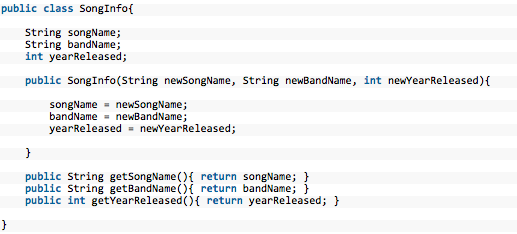 public class SongInfo{
String songName;
String bandName;
int yearReleased;
public SongInfo(String newSongName, String newBandName, int newYearReleased){
songName = newSongName;
bandName = newBandName;
yearReleased = newYearReleased;
}
public String getSongName(){ return songName; }
public String getBandName(){ return bandName; }
public int getYearReleased(){ return yearReleased; }
}